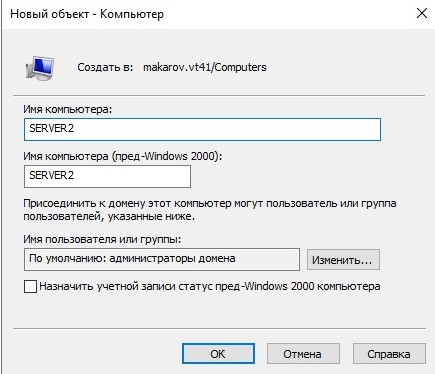 Новый объект - Компьютер
Создать в: makarov.vt41/Computers
Имя компьютера:
SERVER2
Имя компьютера (пред-Windows 2000):
SERVER2
Присоединить к домену этот компьютер могут пользователь или группа
пользователей, указанные ниже.
Имя пользователя или группы:
По умолчанию: администраторы домена
Изменить...
Назначить учетной записи статус пред-Windows 2000 компьютера
ОК
Отмена
Справка